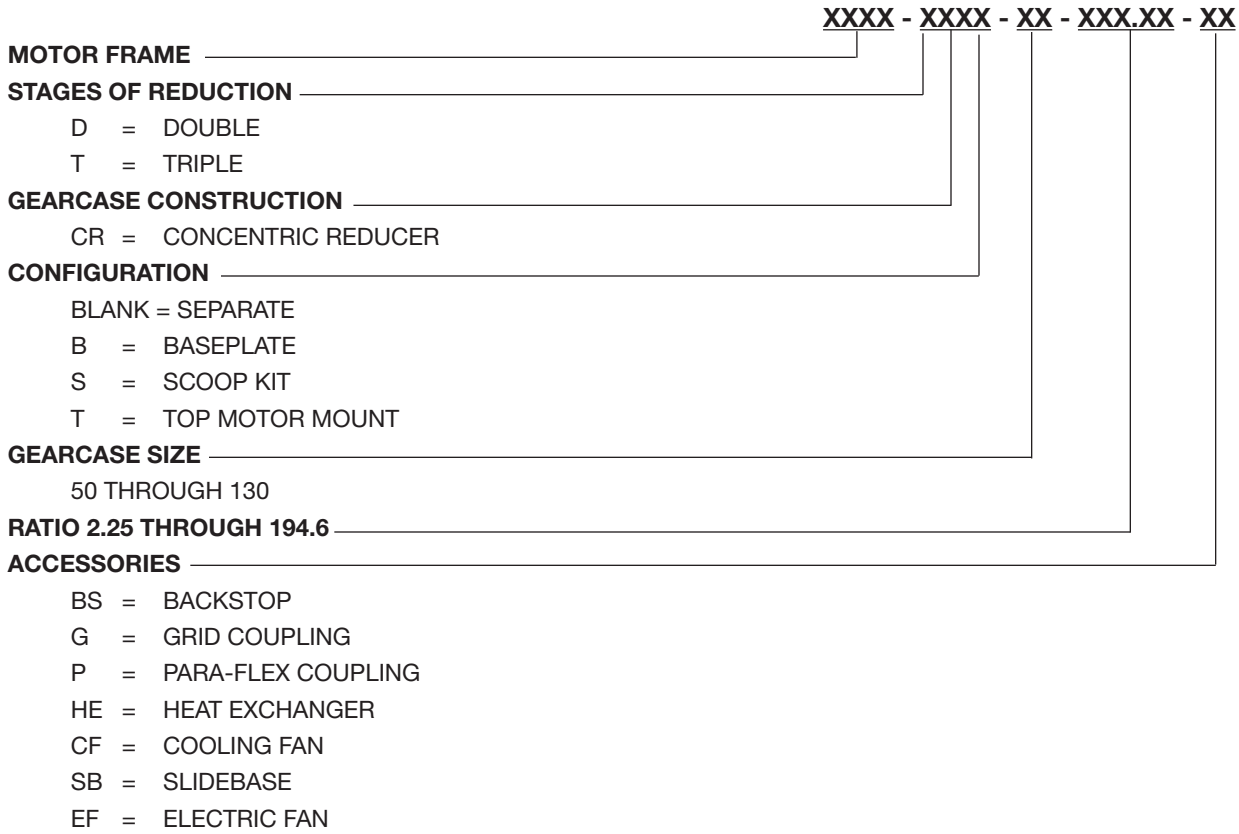 XXXX - XXXX - XX - XXX.XX - XX
MOTOR FRAME
STAGES OF REDUCTION
D = DOUBLE
T = TRIPLE
GEARCASE CONSTRUCTION
CR = CONCENTRIC REDUCER
CONFIGURATION
BLANK = SEPARATE
B = BASEPLATE
S = SCOOP KIT
T = TOP MOTOR MOUNT
GEARCASE SIZE
50 THROUGH 130
RATIO 2.25 THROUGH 194.6
ACCESSORIES
BS = BACKSTOP
G = GRID COUPLING
P = PARA-FLEX COUPLING
HE = HEAT EXCHANGER
CF = COOLING FAN
SB = SLIDEBASE
EF = ELECTRIC FAN